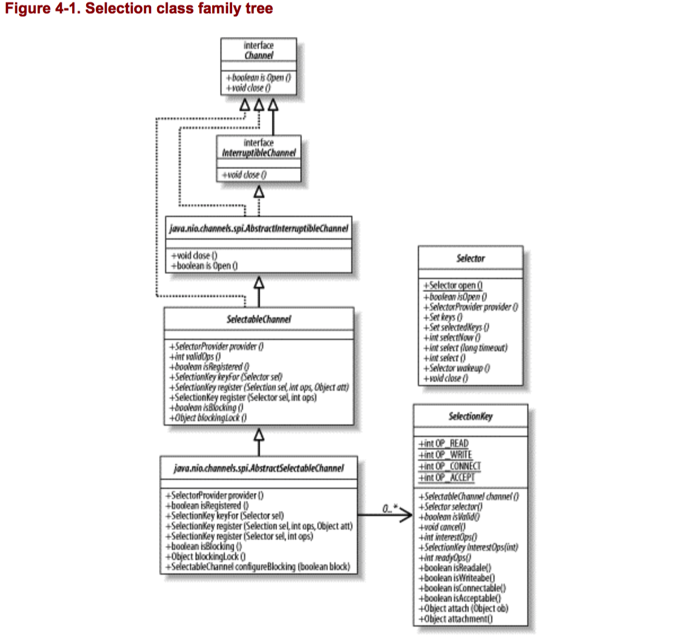 Figure 4-1. Selection class family tree
interface
Channel
+boolean is Open ()
+void close ()
interface
InterruptibleChannel
+void close ()
java.nio.channels.spi.AbstractInterruptibleChannel
+void close ()
+boolean is Open ()
SelectableChannel
+SelectorProvider provider ()
+int validOps ()
+boolean isRegistered ()
+SelectionKey keyFor (Selector sel)
+SelectionKey register (Selection sel, int ops, Object att)
+SelectionKey register (Selector sel, int ops)
+boolean isBlocking ()
+Object blockingLock ()
java.nio.channels.spi.AbstractSelectableChannel
+SelectorProvider provider ()
+boolean isRegistered ()
+SelectionKey keyFor (Selector sel)
+SelectionKey register (Selection sel, int ops, Object att)
+SelectionKey register (Selector sel, int ops)
+boolean isBlocking ()
+Object blockingLock ()
+SelectableChannel configureBlocking (boolean block)
0..*
Selector
+Selector open ()
+boolean isOpen ()
+SelectorProvider provider ()
+Set keys ()
+Set selectedKeys ()
+int selectNow ()
+int select (long timeout)
+int select ()
+Selector wakeup ()
+void close ()
SelectionKey
+int OP_READ
+int OP_WRITE
+int OP_CONNECT
+int OP_ACCEPT
+SelectableChannel channel ()
+Selector selector()
+boolean isValid()
+void cancel()
+int interestOps()
+SelectionKey interestOps(int)
+int readyOps()
+boolean isReadale()
+boolean isWriteabe()
+boolean isConnectable()
+boolean isAcceptable()
+Object attach (Object ob)
+Object attachment()